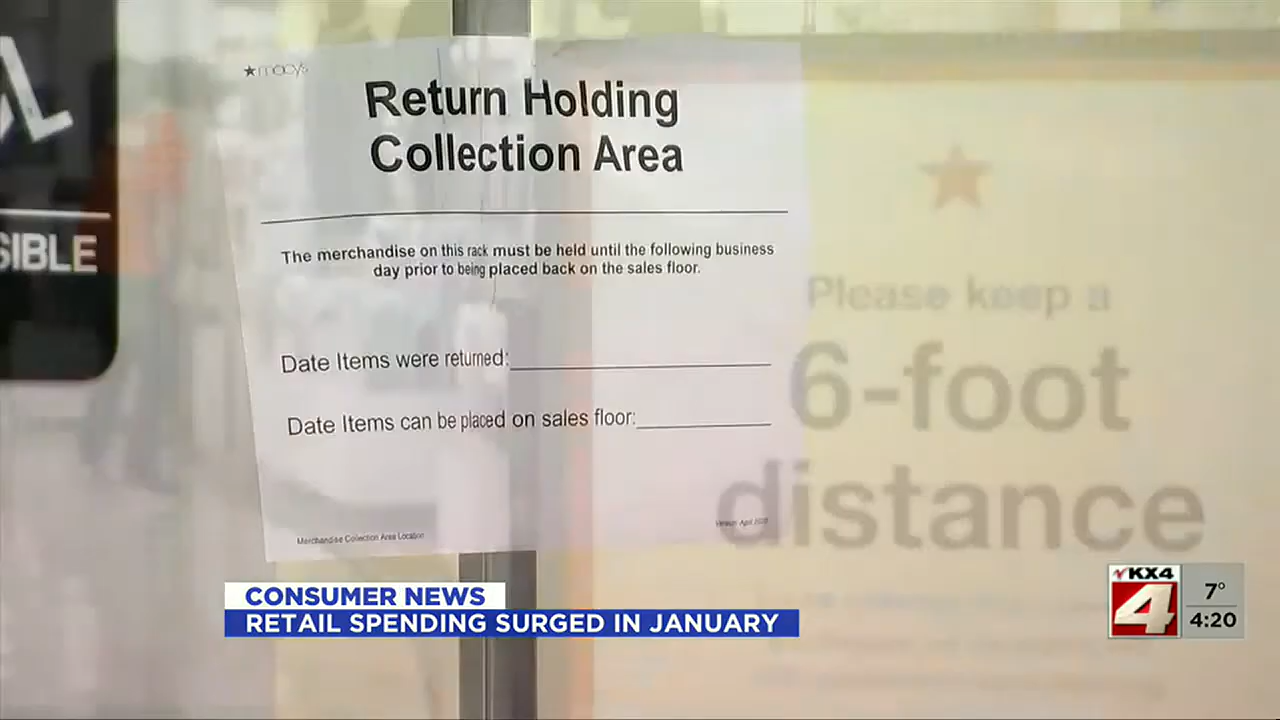 ★macy's
Return Holding
Collection Area
SIBLE
The merchandise on this rack must be held until the following business
day prior to being placed back on the sales floor.
Date Items were returned:
Date Items can be placed on sales floor:
Merchandise Collection Area Location
Version: April 2020
Please keep a
6-foot
distance
CONSUMER NEWS
RETAIL SPENDING SURGED IN JANUARY
KX4
4
7°
4:20